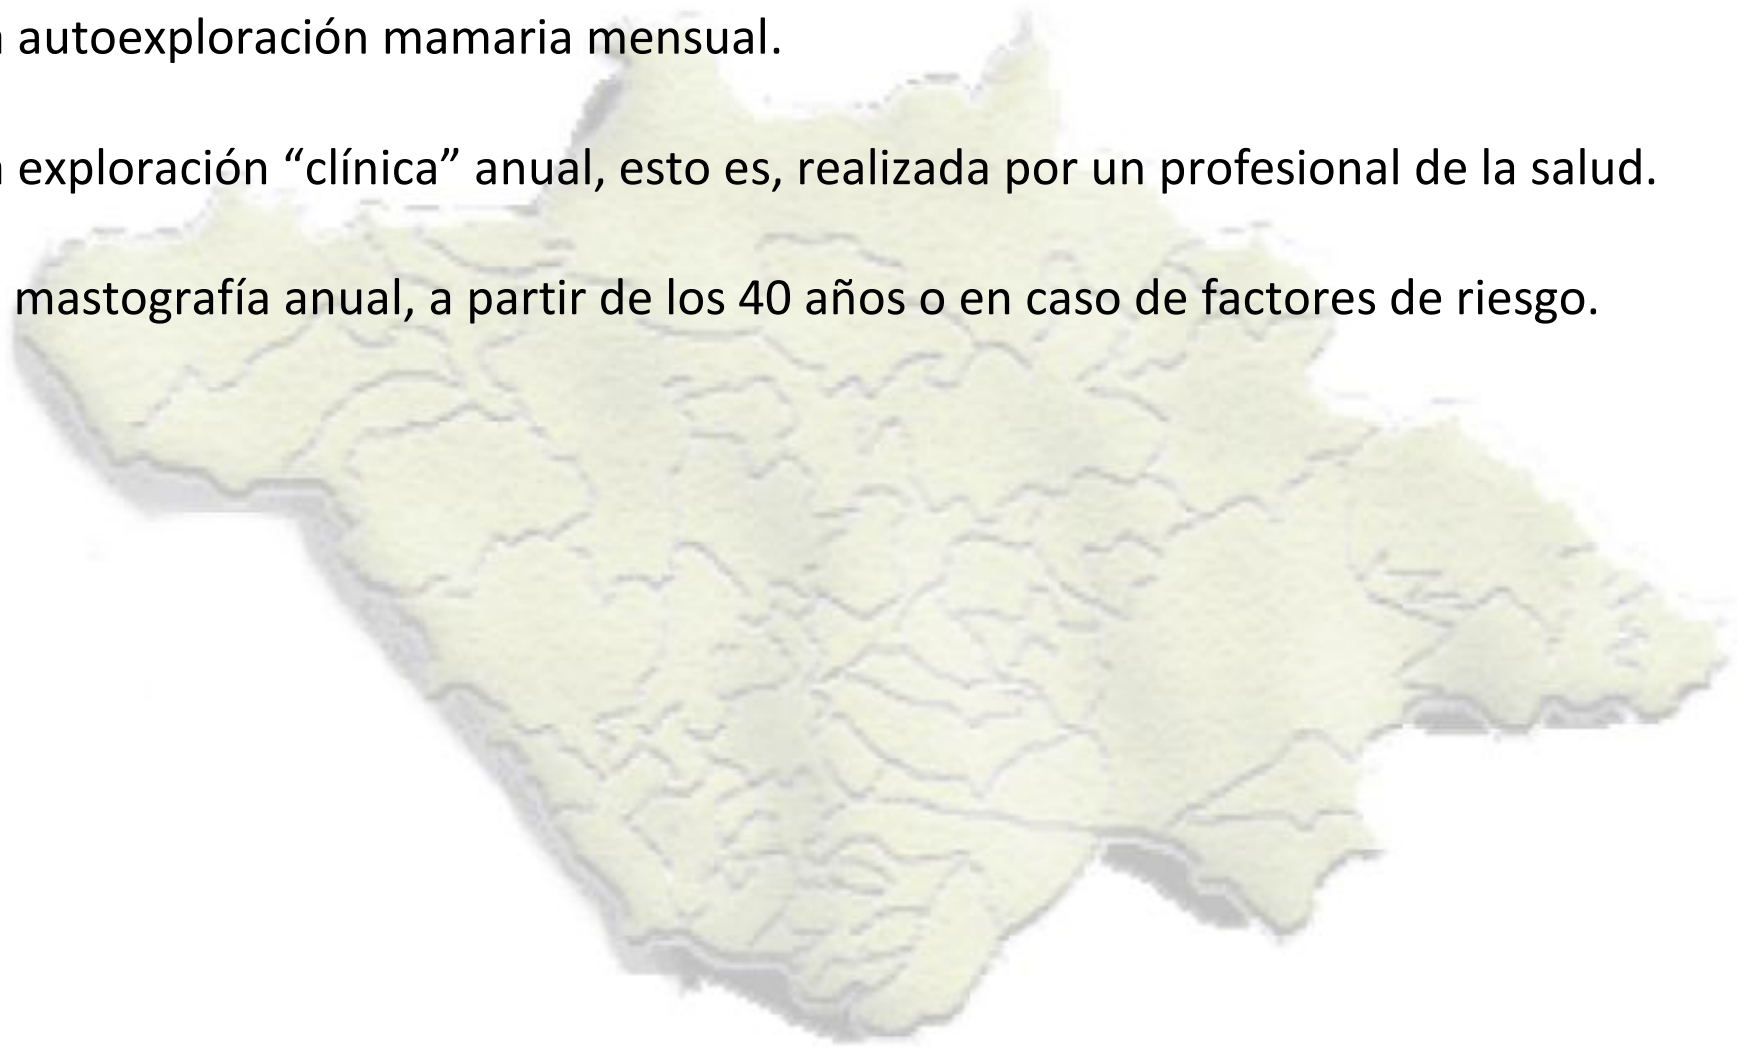 autoexploración mamaria mensual.
exploración “clínica” anual, esto es, realizada por un profesional de la salud.
mastografía anual, a partir de los 40 años o en caso de factores de riesgo.